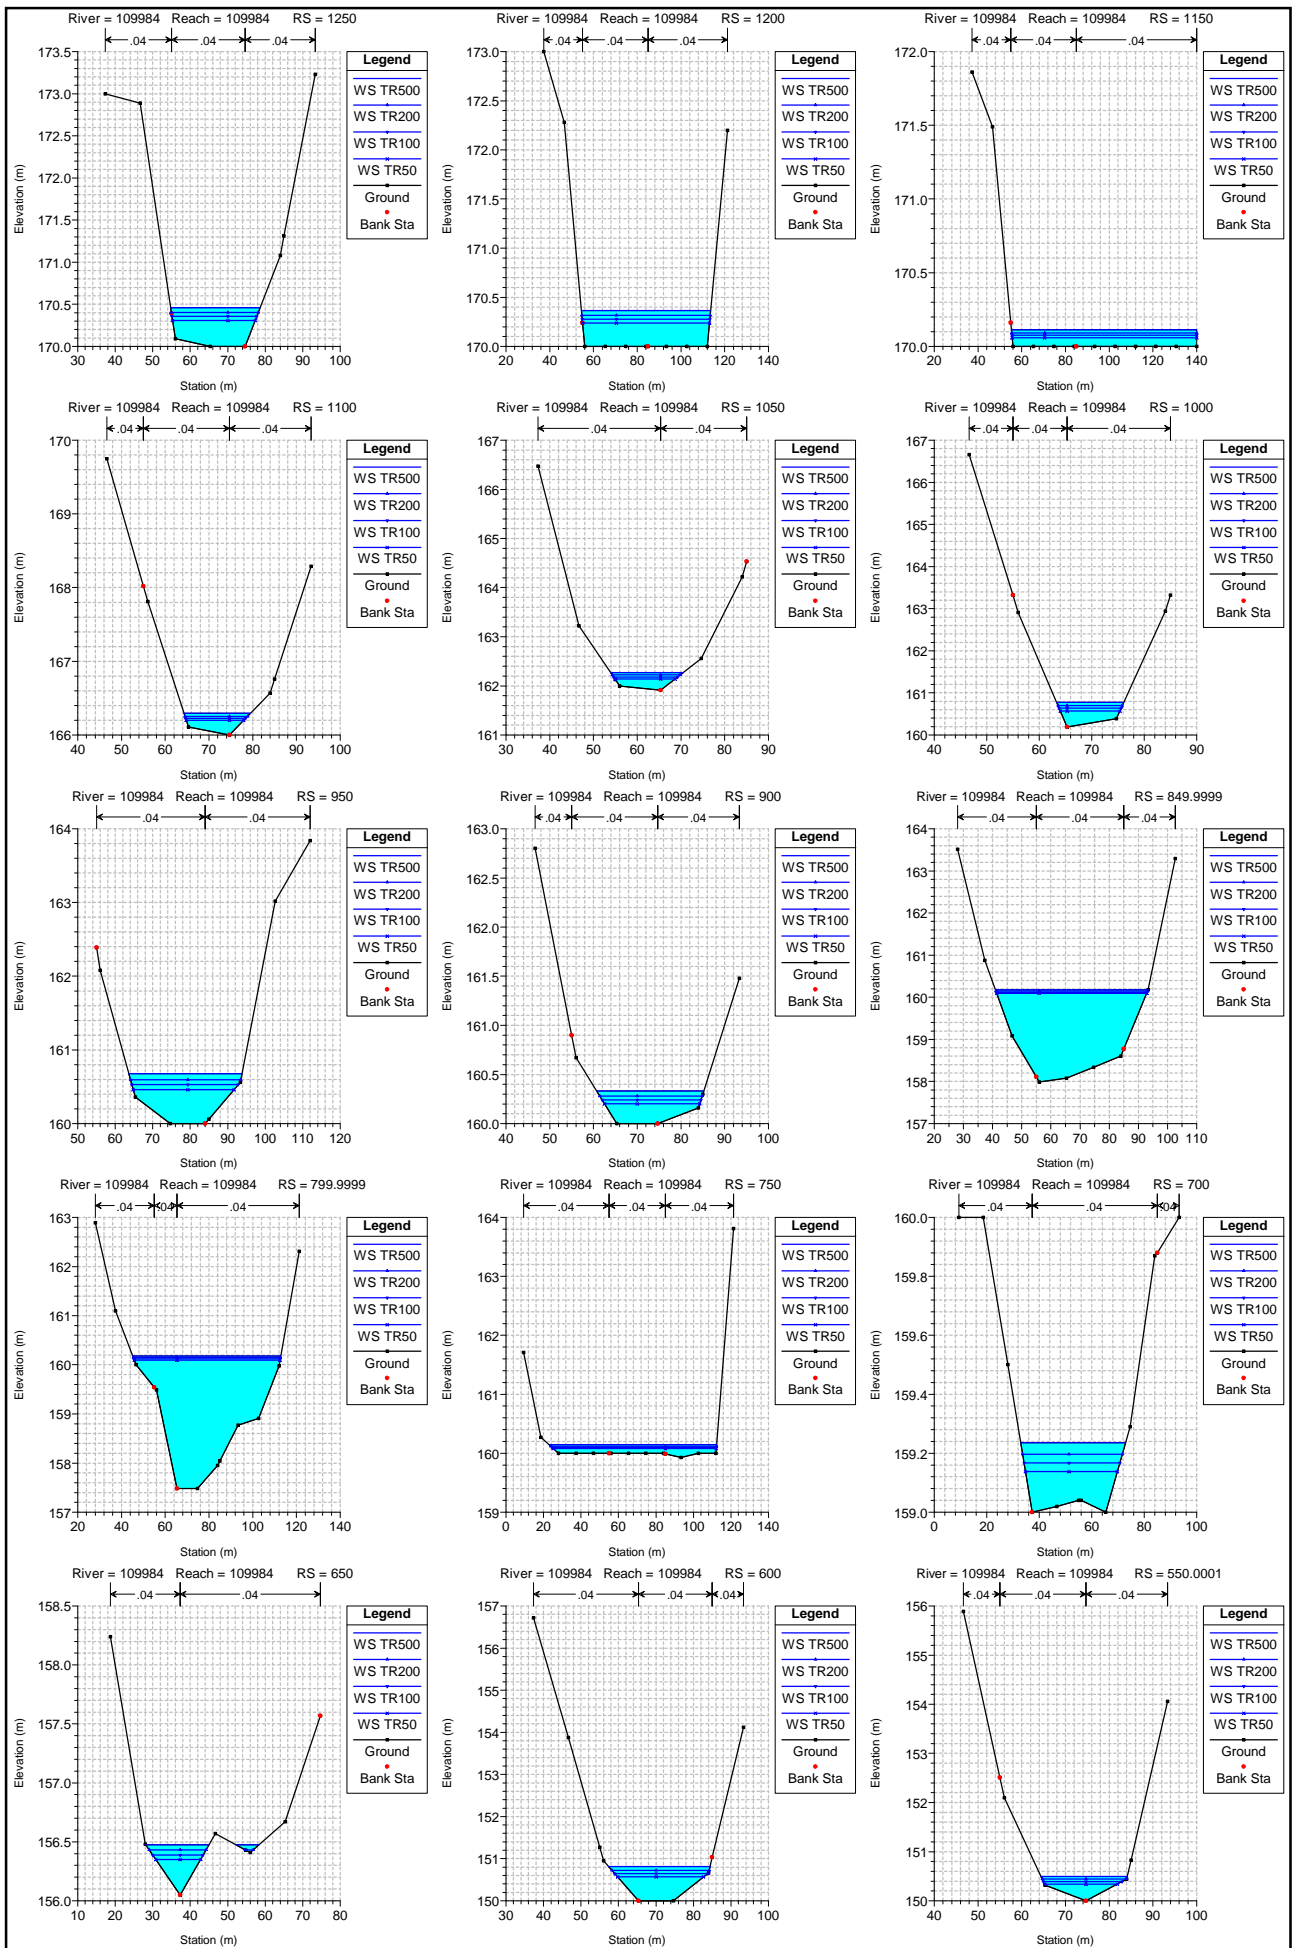 River = 109984 Reach = 109984 RS = 1250
.04 .04 .04
173.5
173.0
172.5
172.0
171.5
171.0
170.5
170.0
20 30 40 50 60 70 80 90 100
Station (m)
Elevation (m)
Legend
WS TR500
WS TR200
WS TR100
WS TR50
Ground
Bank Sta
River = 109984 Reach = 109984 RS = 1200
.04 .04 .04
173.0
172.5
172.0
171.5
171.0
170.5
170.0
20 40 60 80 100 120 140
Station (m)
Elevation (m)
Legend
WS TR500
WS TR200
WS TR100
WS TR50
Ground
Bank Sta
River = 109984 Reach = 109984 RS = 1150
.04 .04 .04
172.0
171.5
171.0
170.5
170.0
20 40 60 80 100 120 140
Station (m)
Elevation (m)
Legend
WS TR500
WS TR200
WS TR100
WS TR50
Ground
Bank Sta
River = 109984 Reach = 109984 RS = 1100
.04 .04 .04
170
169
168
167
166
40 50 60 70 80 90 100
Station (m)
Elevation (m)
Legend
WS TR500
WS TR200
WS TR100
WS TR50
Ground
Bank Sta
River = 109984 Reach = 109984 RS = 1050
.04 .04
167
166
165
164
163
162
161
30 40 50 60 70 80 90
Station (m)
Elevation (m)
Legend
WS TR500
WS TR200
WS TR100
WS TR50
Ground
Bank Sta
River = 109984 Reach = 109984 RS = 1000
.04 .04 .04
167
166
165
164
163
162
161
160
40 50 60 70 80 90
Station (m)
Elevation (m)
Legend
WS TR500
WS TR200
WS TR100
WS TR50
Ground
Bank Sta
River = 109984 Reach = 109984 RS = 950
.04 .04
164
163
162
161
160
50 60 70 80 90 100 110 120
Station (m)
Elevation (m)
Legend
WS TR500
WS TR200
WS TR100
WS TR50
Ground
Bank Sta
River = 109984 Reach = 109984 RS = 900
.04 .04 .04
163.0
162.5
162.0
161.5
161.0
160.5
160.0
40 50 60 70 80 90 100
Station (m)
Elevation (m)
Legend
WS TR500
WS TR200
WS TR100
WS TR50
Ground
Bank Sta
River = 109984 Reach = 109984 RS = 849.9999
.04 .04 .04
164
163
162
161
160
159
158
157
20 30 40 50 60 70 80 90 100 110
Station (m)
Elevation (m)
Legend
WS TR500
WS TR200
WS TR100
WS TR50
Ground
Bank Sta
River = 109984 Reach = 109984 RS = 799.9999
.04 .04 .04
163
162
161
160
159
158
157
20 40 60 80 100 120 140
Station (m)
Elevation (m)
Legend
WS TR500
WS TR200
WS TR100
WS TR50
Ground
Bank Sta
River = 109984 Reach = 109984 RS = 750
.04 .04 .04
164
163
162
161
160
159
0 20 40 60 80 100 120 140
Station (m)
Elevation (m)
Legend
WS TR500
WS TR200
WS TR100
WS TR50
Ground
Bank Sta
River = 109984 Reach = 109984 RS = 700
.04 .04 .04
160.0
159.8
159.6
159.4
159.2
159.0
0 20 40 60 80 100
Station (m)
Elevation (m)
Legend
WS TR500
WS TR200
WS TR100
WS TR50
Ground
Bank Sta
River = 109984 Reach = 109984 RS = 650
.04 .04
158.5
158.0
157.5
157.0
156.5
156.0
10 20 30 40 50 60 70 80
Station (m)
Elevation (m)
Legend
WS TR500
WS TR200
WS TR100
WS TR50
Ground
Bank Sta
River = 109984 Reach = 109984 RS = 600
.04 .04 .04
157
156
155
154
153
152
151
150
30 40 50 60 70 80 90 100
Station (m)
Elevation (m)
Legend
WS TR500
WS TR200
WS TR100
WS TR50
Ground
Bank Sta
River = 109984 Reach = 109984 RS = 550.0001
.04 .04 .04
156
155
154
153
152
151
150
40 50 60 70 80 90 100
Station (m)
Elevation (m)
Legend
WS TR500
WS TR200
WS TR100
WS TR50
Ground
Bank Sta